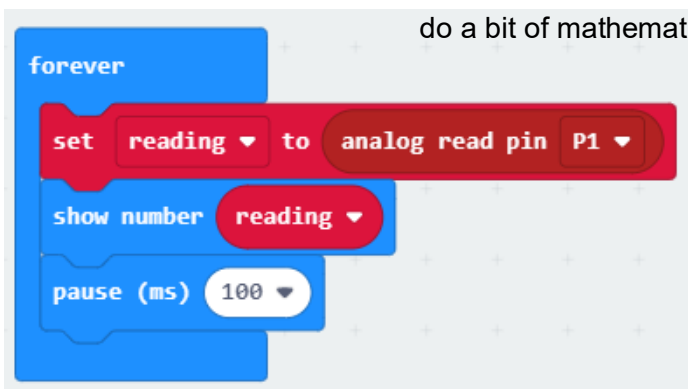 do a bit of mathemat
forever
set reading to analog read pin P1
show number reading
pause (ms) 100